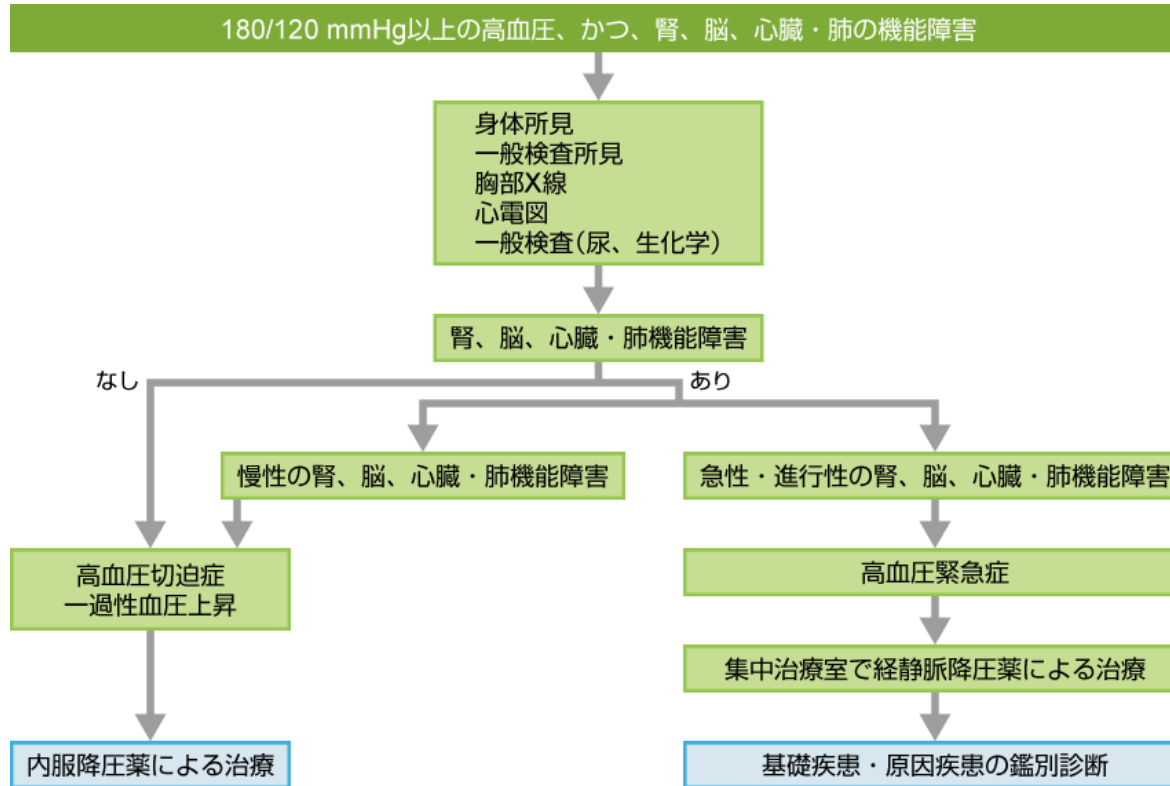 180/120 mmHg以上の高血圧、かつ、腎、脳、心臓・肺の機能障害
身体所見
一般検査所見
胸部X線
心電図
一般検査(尿、生化学)
腎、脳、心臓・肺機能障害
なし
あり
慢性の腎、脳、心臓・肺機能障害
急性・進行性の腎、脳、心臓・肺機能障害
高血圧切迫症
一過性血圧上昇
高血圧緊急症
集中治療室で経静脈降圧薬による治療
内服降圧薬による治療
基礎疾患・原因疾患の鑑別診断